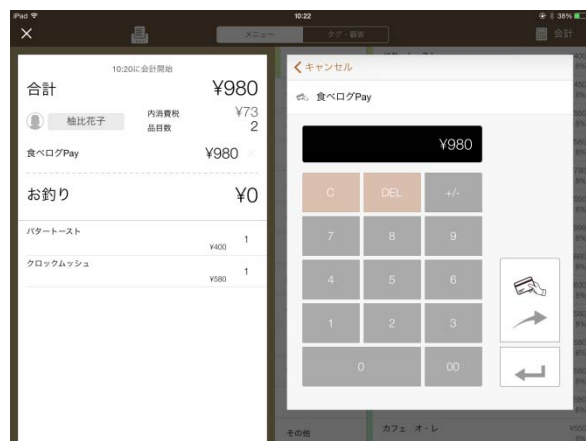 iPad
10:22
38%
メニュー
タグ・顧客
会計
10:20に会計開始
合計
¥980
柚比花子
内消費税
¥73
品目数
2
食べログPay
¥980
お釣り
¥0
バタートースト
¥400
1
クロックムッシュ
¥580
1
キャンセル
食べログPay
¥980
C
DEL
+/-
7
8
9
4
5
6
1
2
3
0
00
その他
カフェ オ・レ
¥550